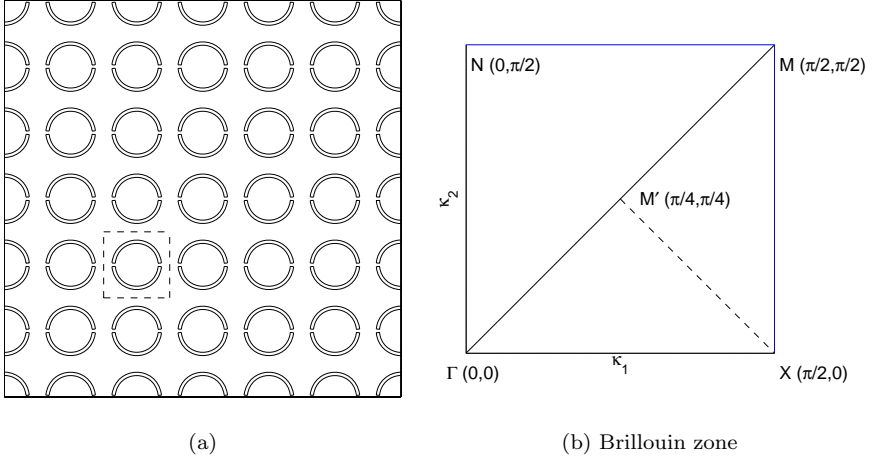 N (0,π/2)
M (π/2,π/2)
κ2
M′ (π/4,π/4)
Γ (0,0)
κ1
X (π/2,0)
(a)
(b) Brillouin zone